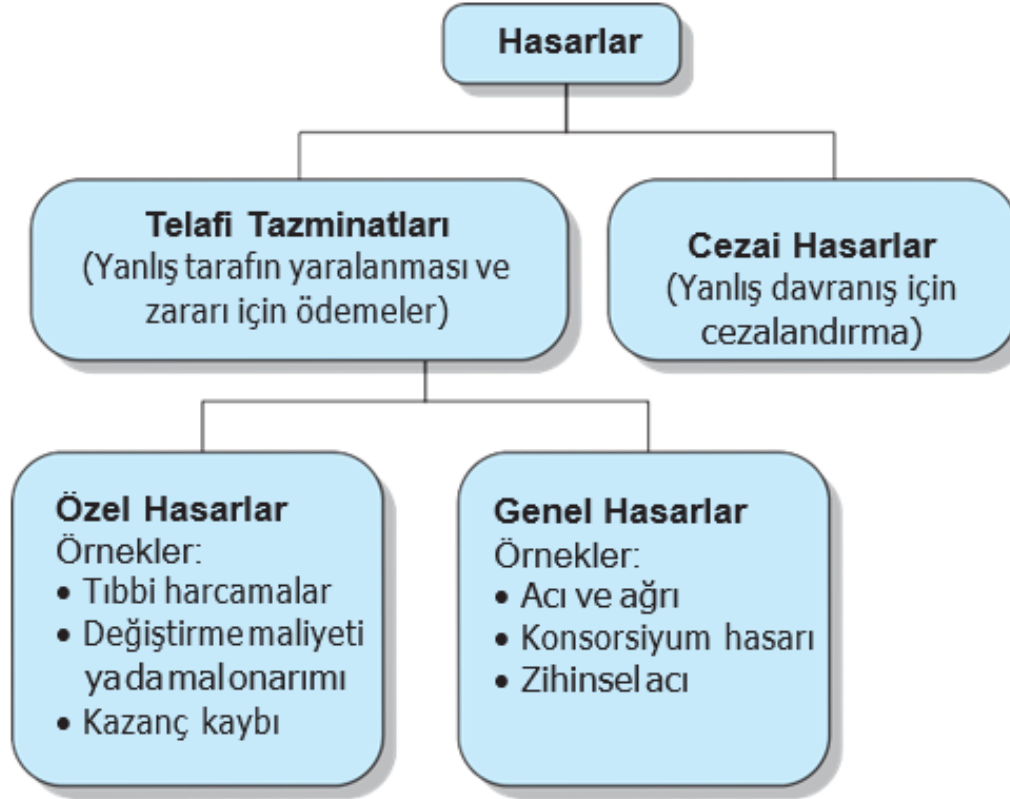 Hasarlar
Telafi Tazminatları
(Yanlış tarafın yaralanması ve
zararı için ödemeler)
Cezai Hasarlar
(Yanlış davranış için
cezalandırma)
Özel Hasarlar
Örnekler:
• Tıbbi harcamalar
• Değiştirme maliyeti
ya da mal onarımı
• Kazanç kaybı
Genel Hasarlar
Örnekler:
• Acı ve ağrı
• Konsorsiyum hasarı
• Zihinsel acı